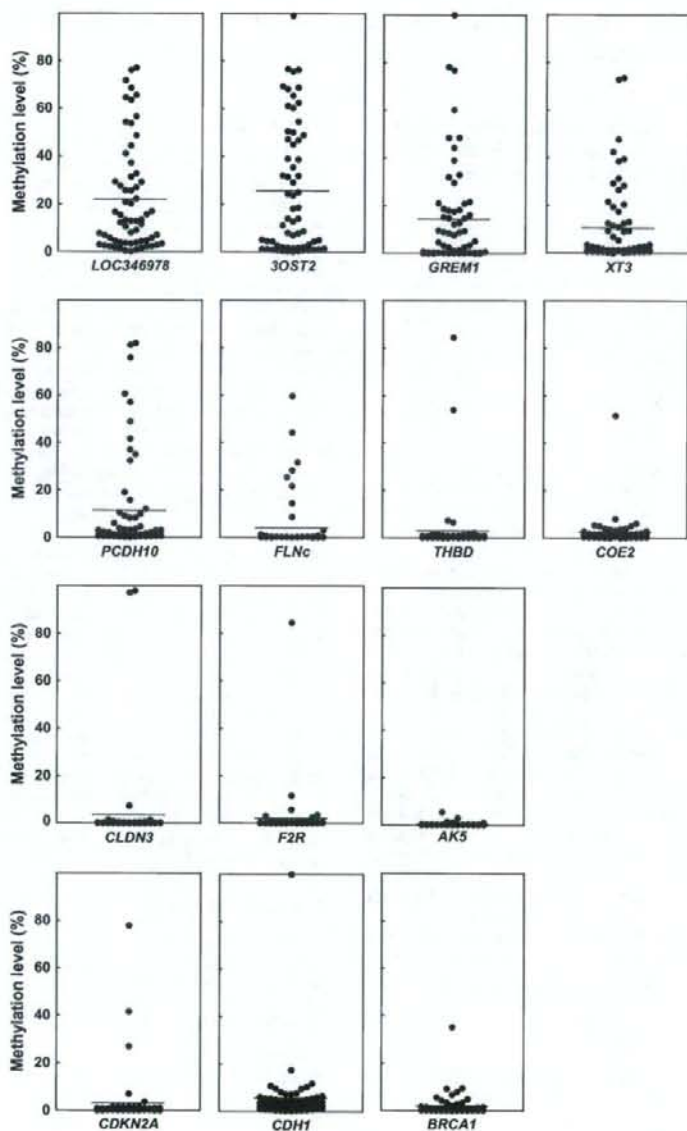 Methylation level (%)
80
60
40
20
0
LOC346978
3OST2
GREM1
XT3
Methylation level (%)
80
60
40
20
0
PCDH10
FLNc
THBD
COE2
Methylation level (%)
80
60
40
20
0
CLDN3
F2R
AK5
Methylation level (%)
80
60
40
20
0
CDKN2A
CDH1
BRCA1